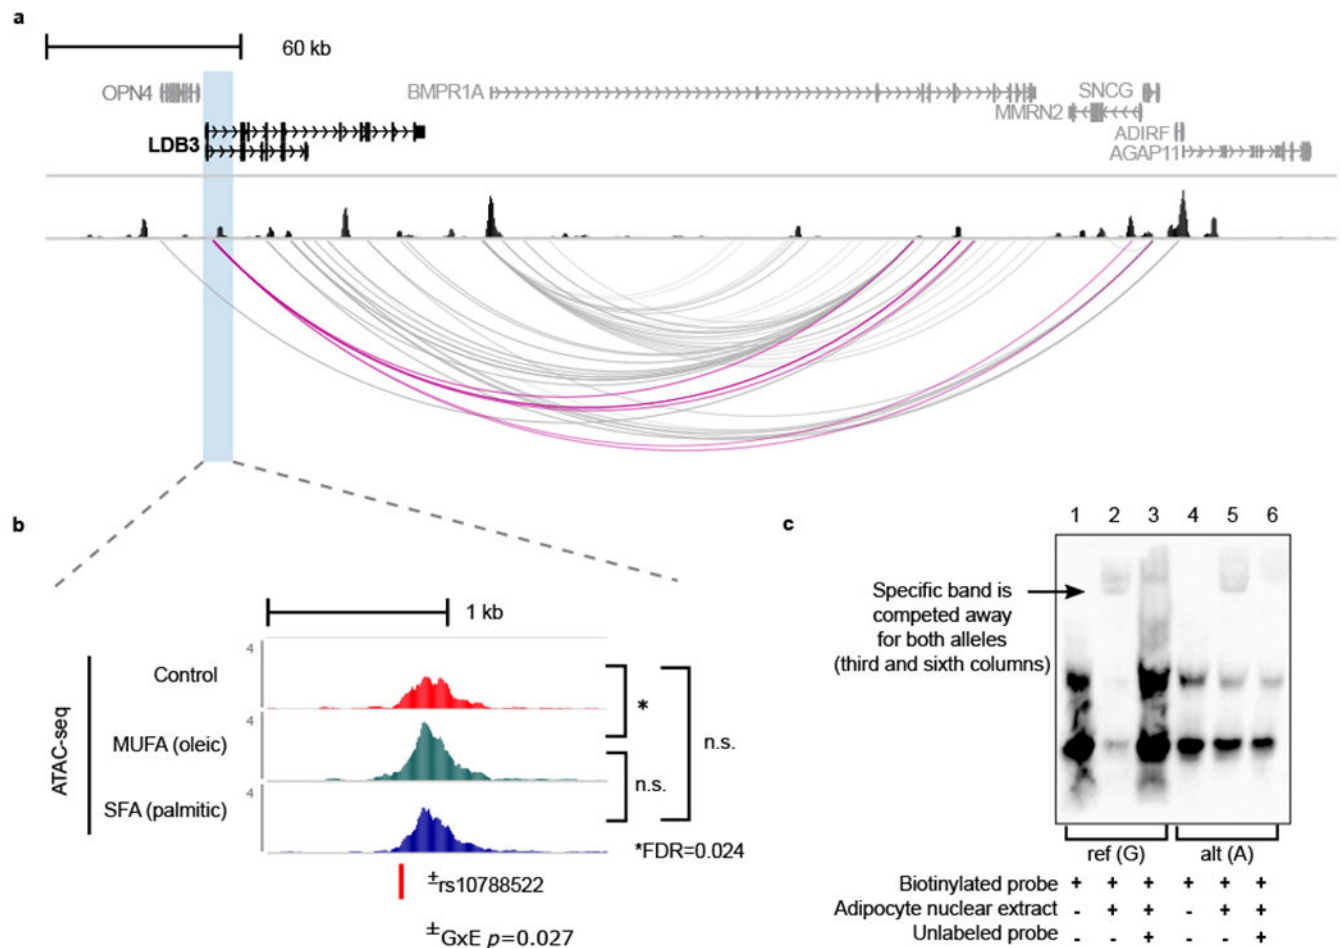 a
60 kb
OPN4
BMPR1A
SNCG
MMRN2
LDB3
ADIRF
AGAP11
b
1 kb
ATAC-seq
4
Control
*
4
MUFA (oleic)
n.s.
n.s.
4
SFA (palmitic)
*FDR=0.024
±rs10788522
±GxE p=0.027
c
1 2 3 4 5 6
Specific band is
competed away
for both alleles
(third and sixth columns)
ref (G) alt (A)
Biotinylated probe + + + + + +
Adipocyte nuclear extract - + + - + +
Unlabeled probe - - + - - +